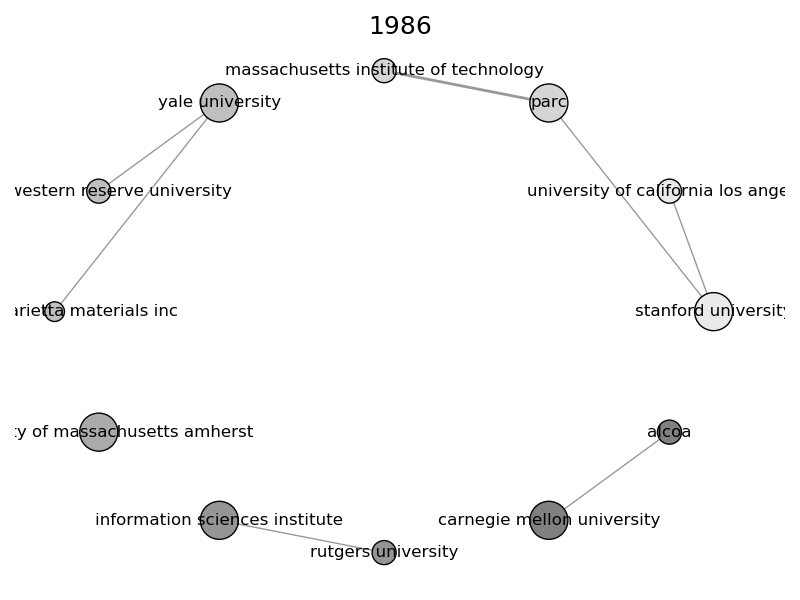 1986
massachusetts institute of technology
yale university
parc
western reserve university
university of california los ange
arietta materials inc
stanford university
ty of massachusetts amherst
alcoa
information sciences institute
carnegie mellon university
rutgers university